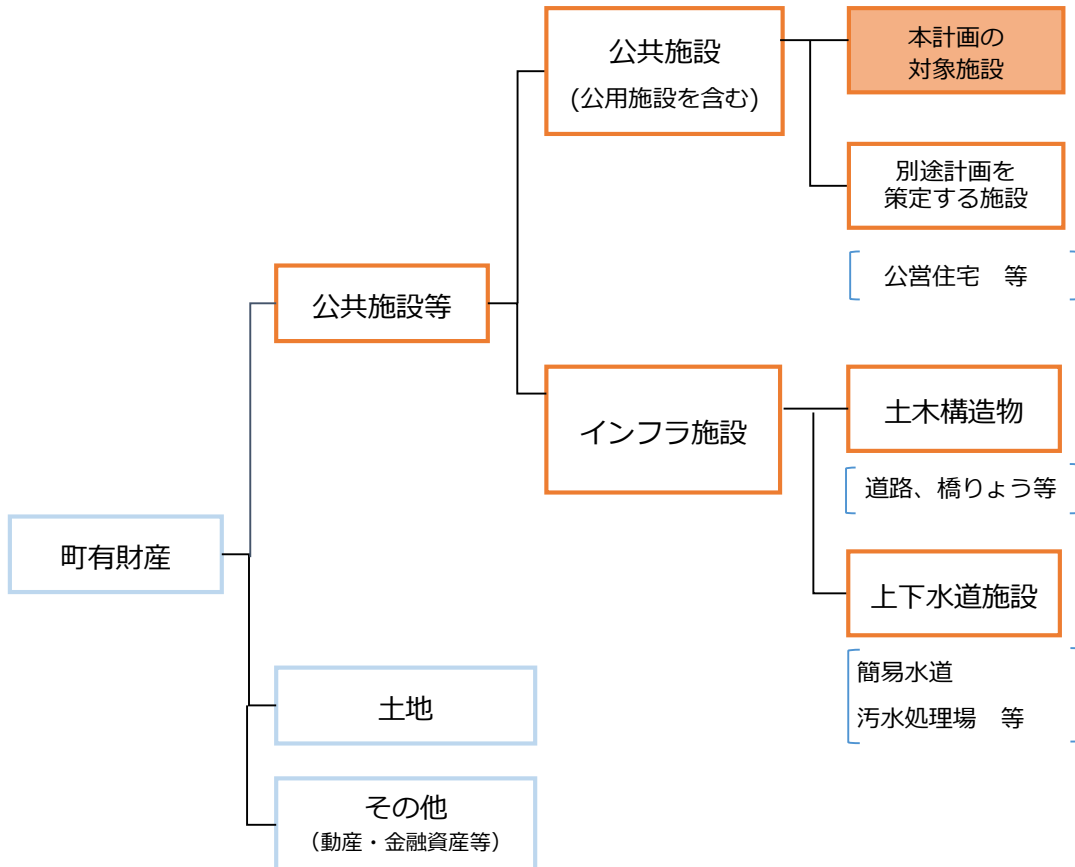 公共施設
(公用施設を含む)
本計画の
対象施設
別途計画を
策定する施設
公営住宅　等
公共施設等
インフラ施設
土木構造物
道路、橋りょう等
上下水道施設
簡易水道
汚水処理場　等
町有財産
土地
その他
（動産・金融資産等）